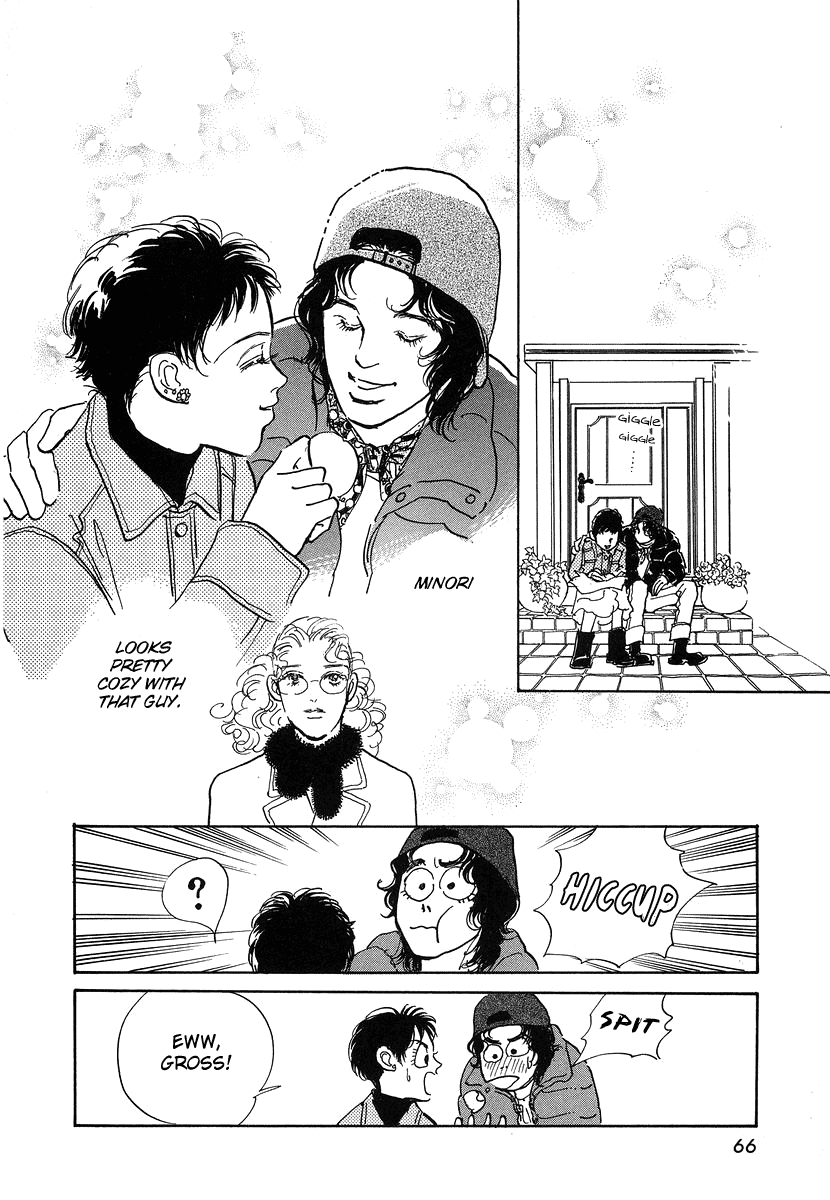 GIGGLE
GIGGLE
....
MINORI
LOOKS
PRETTY
COZY WITH
THAT GUY.
?
HICCUP
SPIT
EWW,
GROSS!
66